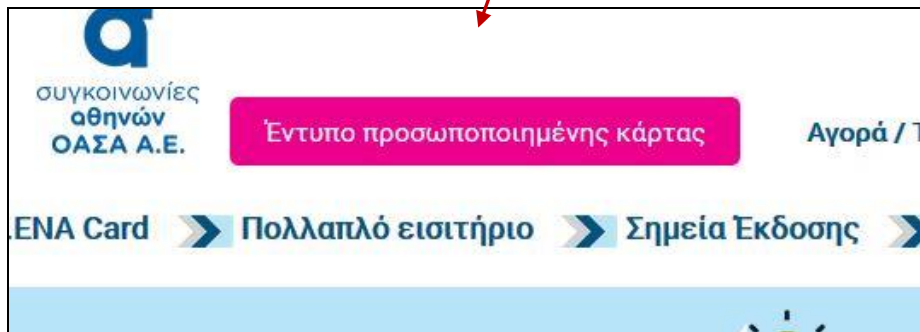 συγκοινωνίες
αθηνών
ΟΑΣΑ Α.Ε.
Έντυπο προσωποποιημένης κάρτας
Αγορά /
.ENA Card
Πολλαπλό εισιτήριο
Σημεία Έκδοσης